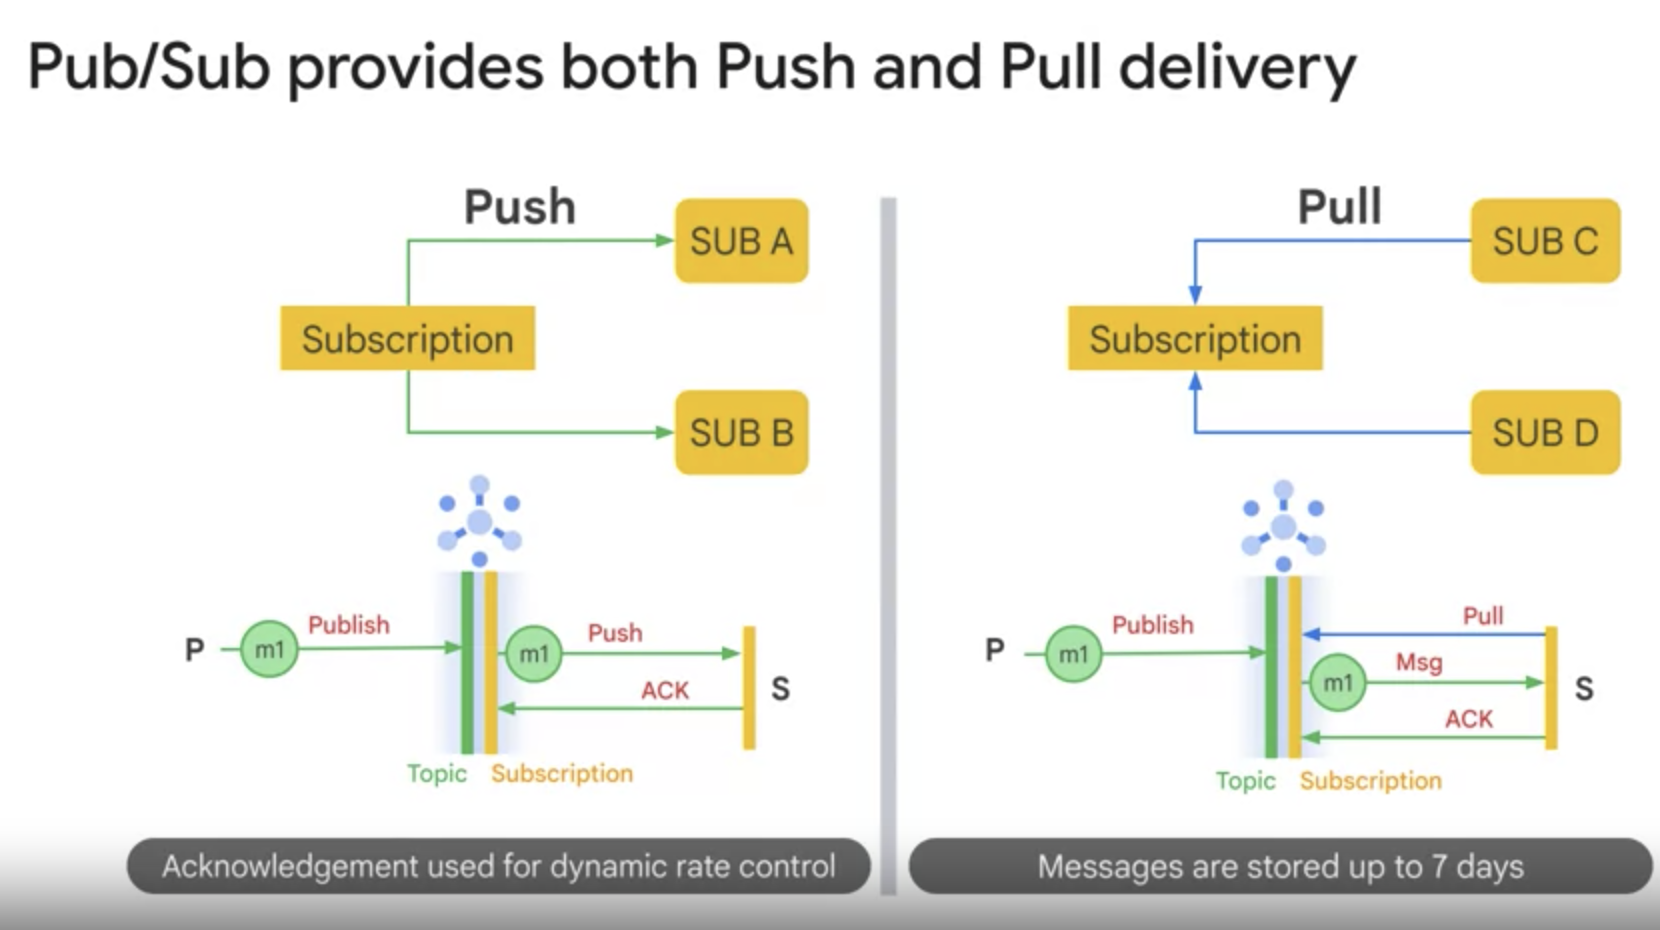 Pub/Sub provides both Push and Pull delivery
Push
SUB A
Subscription
SUB B
P
m1
Publish
m1
Push
ACK
S
Topic
Subscription
Acknowledgement used for dynamic rate control
Pull
SUB C
Subscription
SUB D
P
m1
Publish
Pull
m1
Msg
ACK
S
Topic
Subscription
Messages are stored up to 7 days